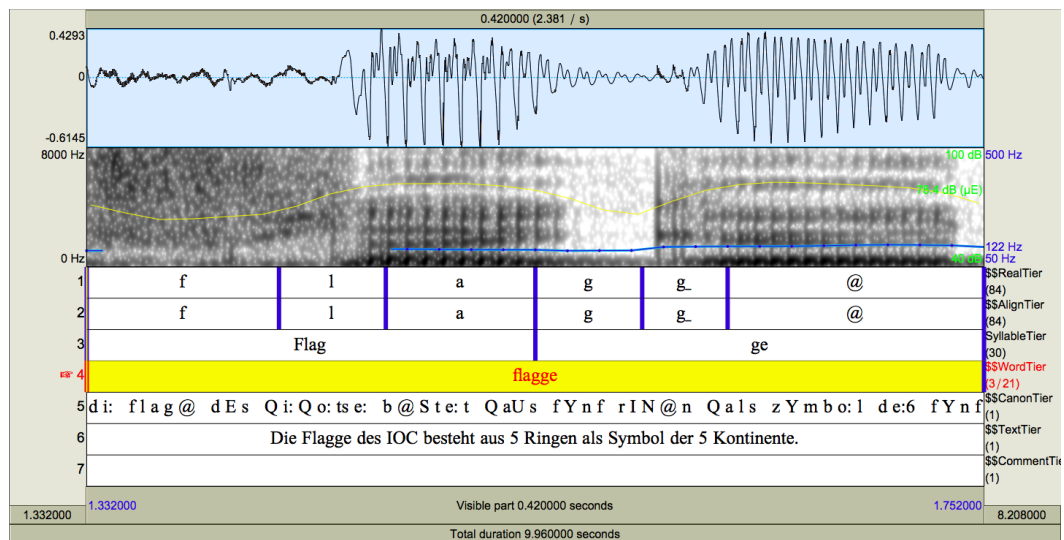 0.420000 (2.381 / s)
0.4293
0
-0.6145
8000 Hz
0 Hz
100 dB
500 Hz
78.4 dB (µE)
122 Hz
40 dB
50 Hz
1 f l a g g_ @ $$RealTier (84)
2 f l a g g_ @ $$AlignTier (84)
3 Flag ge SyllableTier (30)
☞ 4 flagge $$WordTier (3/21)
5 di: flag@ dEs Qi:Qo:tse: b@Ste:t QaUs fYnf rIN@n Qals zYmbo:l de:6 fYnf $$CanonTier (1)
6 Die Flagge des IOC besteht aus 5 Ringen als Symbol der 5 Kontinente. $$TextTier (1)
7 $$CommentTie (1)
1.332000 Visible part 0.420000 seconds 1.752000
1.332000 8.208000
Total duration 9.960000 seconds